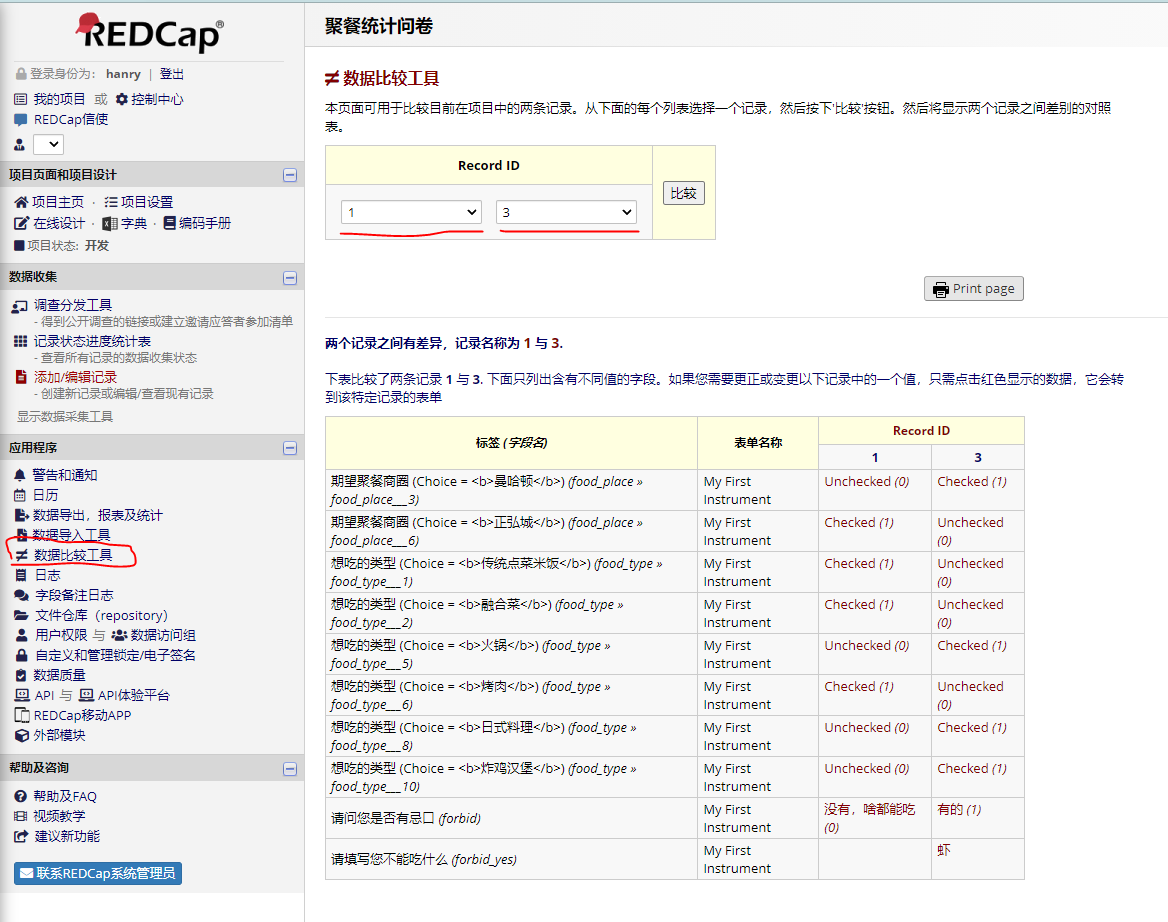 REDCap®
登录身份为： hanry | 登出
我的项目 或 控制中心
REDCap信使
项目页面和项目设计
项目主页 · 项目设置
在线设计 · 字典 · 编码手册
项目状态: 开发
数据收集
调查分发工具
- 得到公开调查的链接或建立邀请应答者参加清单
记录状态进度统计表
- 查看所有记录的数据收集状态
添加/编辑记录
- 创建新记录或编辑/查看现有记录
显示数据采集工具
应用程序
警告和通知
日历
数据导出，报表及统计
数据导入工具
数据比较工具
日志
字段备注日志
文件仓库（repository）
用户权限 与 数据访问组
自定义和管理锁定/电子签名
数据质量
API 与 API体验平台
REDCap移动APP
外部模块
帮助及咨询
帮助及FAQ
视频教学
建议新功能
联系REDCap系统管理员
聚餐统计问卷
≠ 数据比较工具
本页面可用于比较目前在项目中的两条记录。从下面的每个列表选择一个记录，然后按下'比较'按钮。然后将显示两个记录之间差别的对照
表。
Record ID
1 3 比较
Print page
两个记录之间有差异，记录名称为 1 与 3.
下表比较了两条记录 1 与 3. 下面只列出含有不同值的字段。如果您需要更正或变更以下记录中的一个值，只需点击红色显示的数据，它会转
到该特定记录的表单
标签 (字段名) 表单名称 Record ID
1 3
期望聚餐商圈 (Choice = <b>曼哈顿</b>) (food_place » My First Unchecked (0) Checked (1)
food_place___3) Instrument
期望聚餐商圈 (Choice = <b>正弘城</b>) (food_place » My First Checked (1) Unchecked
food_place___6) Instrument (0)
想吃的类型 (Choice = <b>传统点菜米饭</b>) (food_type » My First Checked (1) Unchecked
food_type___1) Instrument (0)
想吃的类型 (Choice = <b>融合菜</b>) (food_type » My First Checked (1) Unchecked
food_type___2) Instrument (0)
想吃的类型 (Choice = <b>火锅</b>) (food_type » My First Unchecked (0) Checked (1)
food_type___5) Instrument
想吃的类型 (Choice = <b>烤肉</b>) (food_type » My First Checked (1) Unchecked
food_type___6) Instrument (0)
想吃的类型 (Choice = <b>日式料理</b>) (food_type » My First Unchecked (0) Checked (1)
food_type___8) Instrument
想吃的类型 (Choice = <b>炸鸡汉堡</b>) (food_type » My First Unchecked (0) Checked (1)
food_type___10) Instrument
请问您是否有忌口 (forbid) My First 没有，啥都能吃 有的 (1)
Instrument (0)
请填写您不能吃什么 (forbid_yes) My First 虾
Instrument